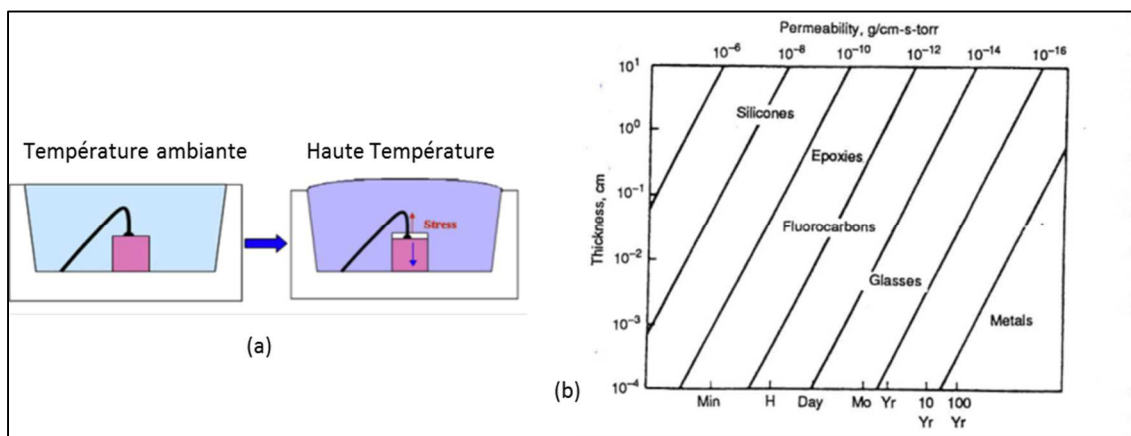 Température ambiante
Haute Température
Stress
(a)
Permeability, g/cm-s-torr
10⁻⁶ 10⁻⁸ 10⁻¹⁰ 10⁻¹² 10⁻¹⁴ 10⁻¹⁶
Thickness, cm
10¹
10⁰
10⁻¹
10⁻²
10⁻³
10⁻⁴
Silicones
Epoxies
Fluorocarbons
Glasses
Metals
Min H Day Mo Yr 10 100
Yr Yr
(b)